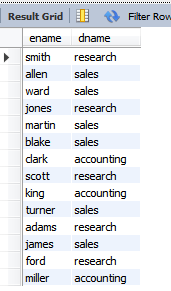 Result Grid Filter Row
ename dname
smith research
allen sales
ward sales
jones research
martin sales
blake sales
clark accounting
scott research
king accounting
turner sales
adams research
james sales
ford research
miller accounting